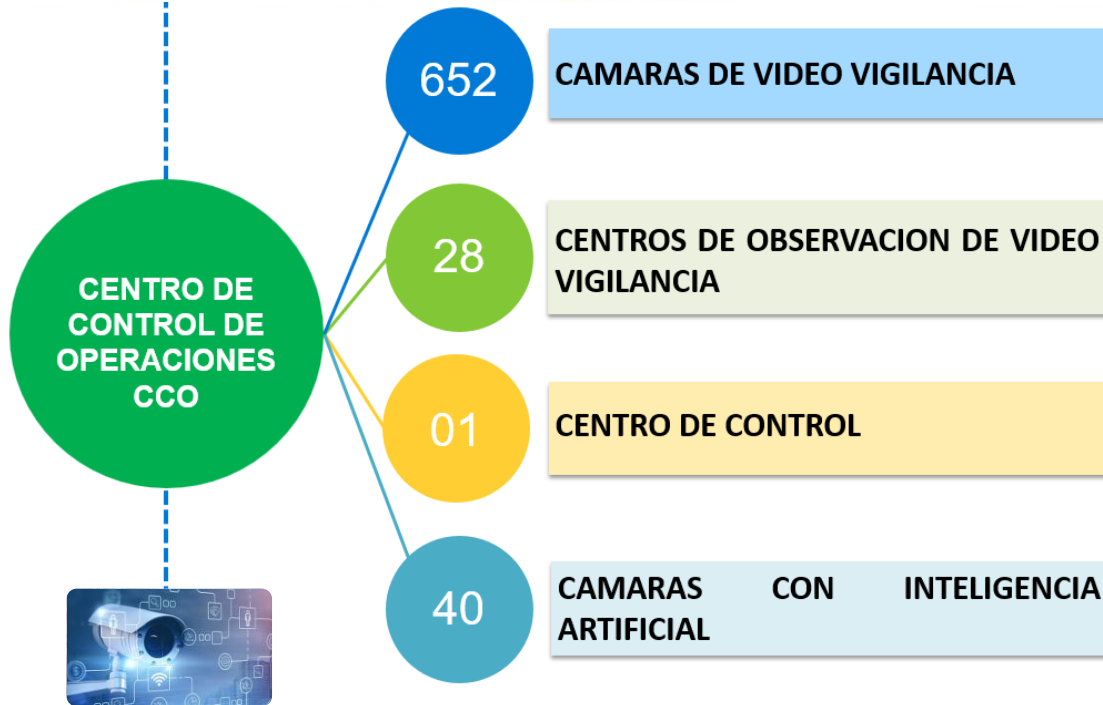 652
CAMARAS DE VIDEO VIGILANCIA
28
CENTROS DE OBSERVACION DE VIDEO
VIGILANCIA
CENTRO DE
CONTROL DE
OPERACIONES
CCO
01
CENTRO DE CONTROL
40
CAMARAS CON INTELIGENCIA
ARTIFICIAL